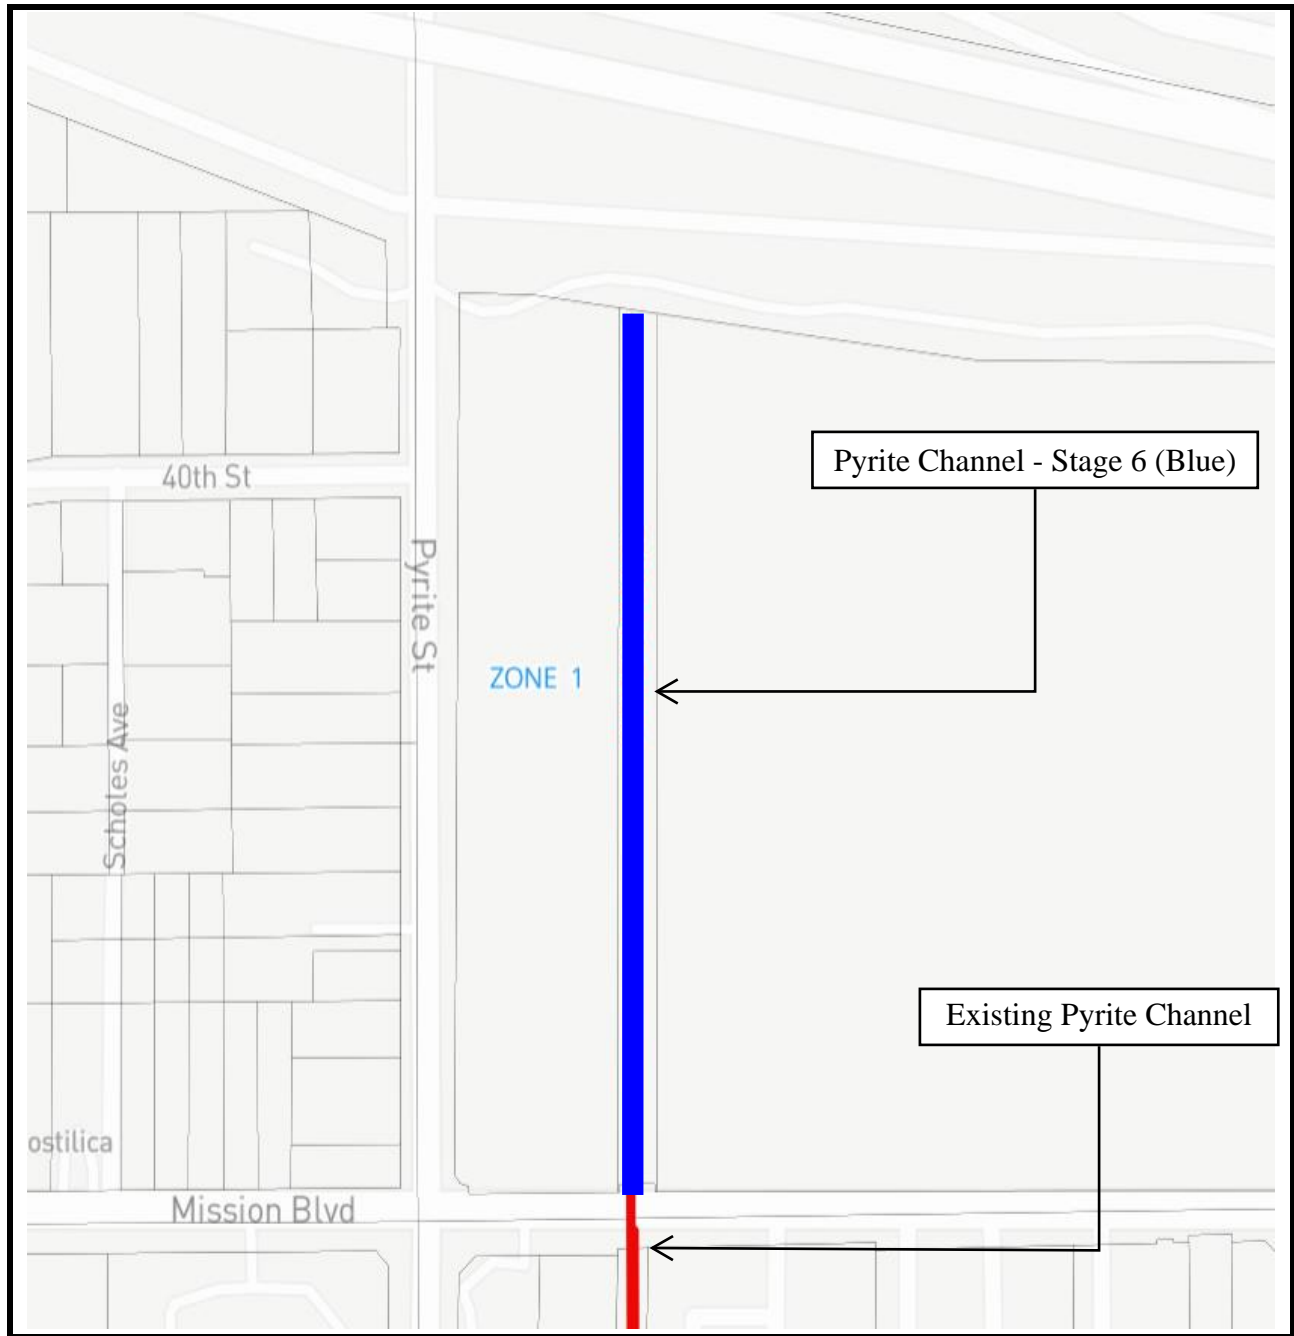 Pyrite Channel - Stage 6 (Blue)
40th St
Pyrite St
ZONE 1
Scholes Ave
Existing Pyrite Channel
ostilica
Mission Blvd